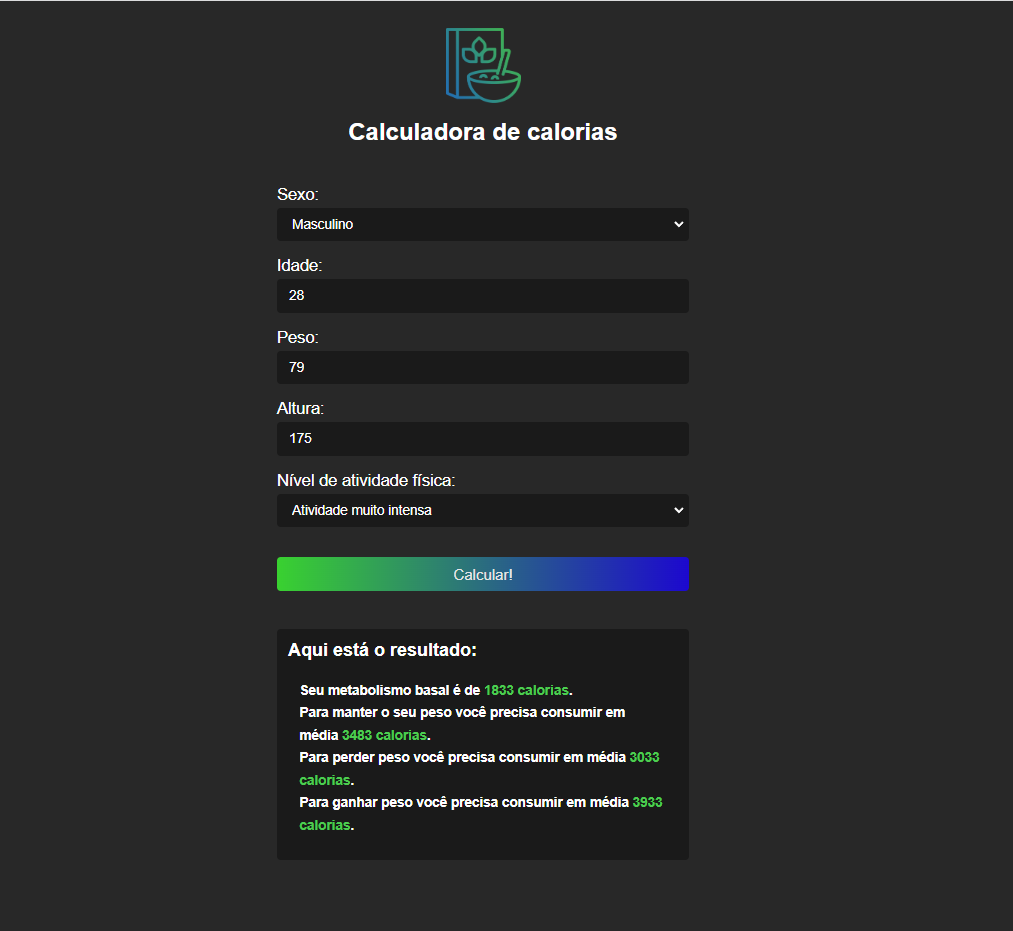 Calculadora de calorias
Sexo:
Masculino
Idade:
28
Peso:
79
Altura:
175
Nível de atividade física:
Atividade muito intensa
Calcular!
Aqui está o resultado:
Seu metabolismo basal é de 1833 calorias.
Para manter o seu peso você precisa consumir em
média 3483 calorias.
Para perder peso você precisa consumir em média 3033
calorias.
Para ganhar peso você precisa consumir em média 3933
calorias.